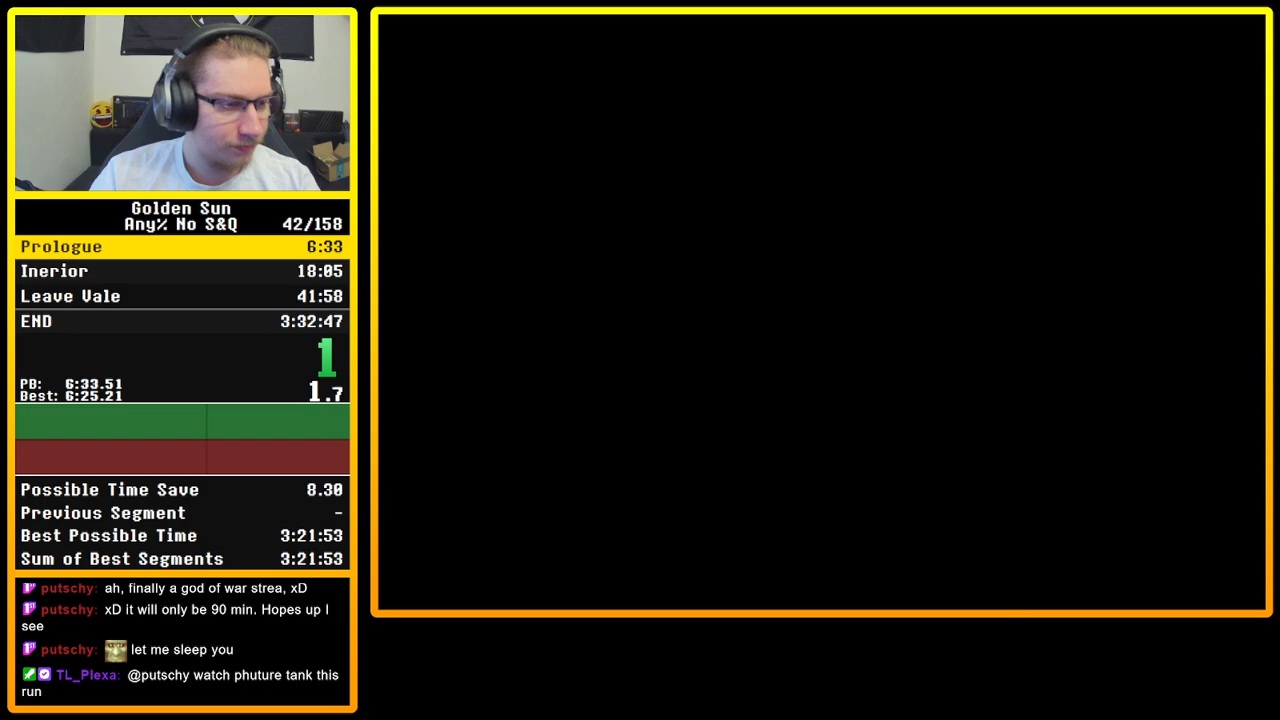 Golden Sun
Any% No S&Q 42/158
Prologue 6:33
Inerior 18:05
Leave Vale 41:58
END 3:32:47
1
PB: 6:33.51
Best: 6:25.21
1.7
Possible Time Save 8.30
Previous Segment -
Best Possible Time 3:21:53
Sum of Best Segments 3:21:53
putschy: ah, finally a god of war strea, xD
putschy: xD it will only be 90 min. Hopes up I
see
putschy: let me sleep you
TL_Plexa: @putschy watch phuture tank this
run